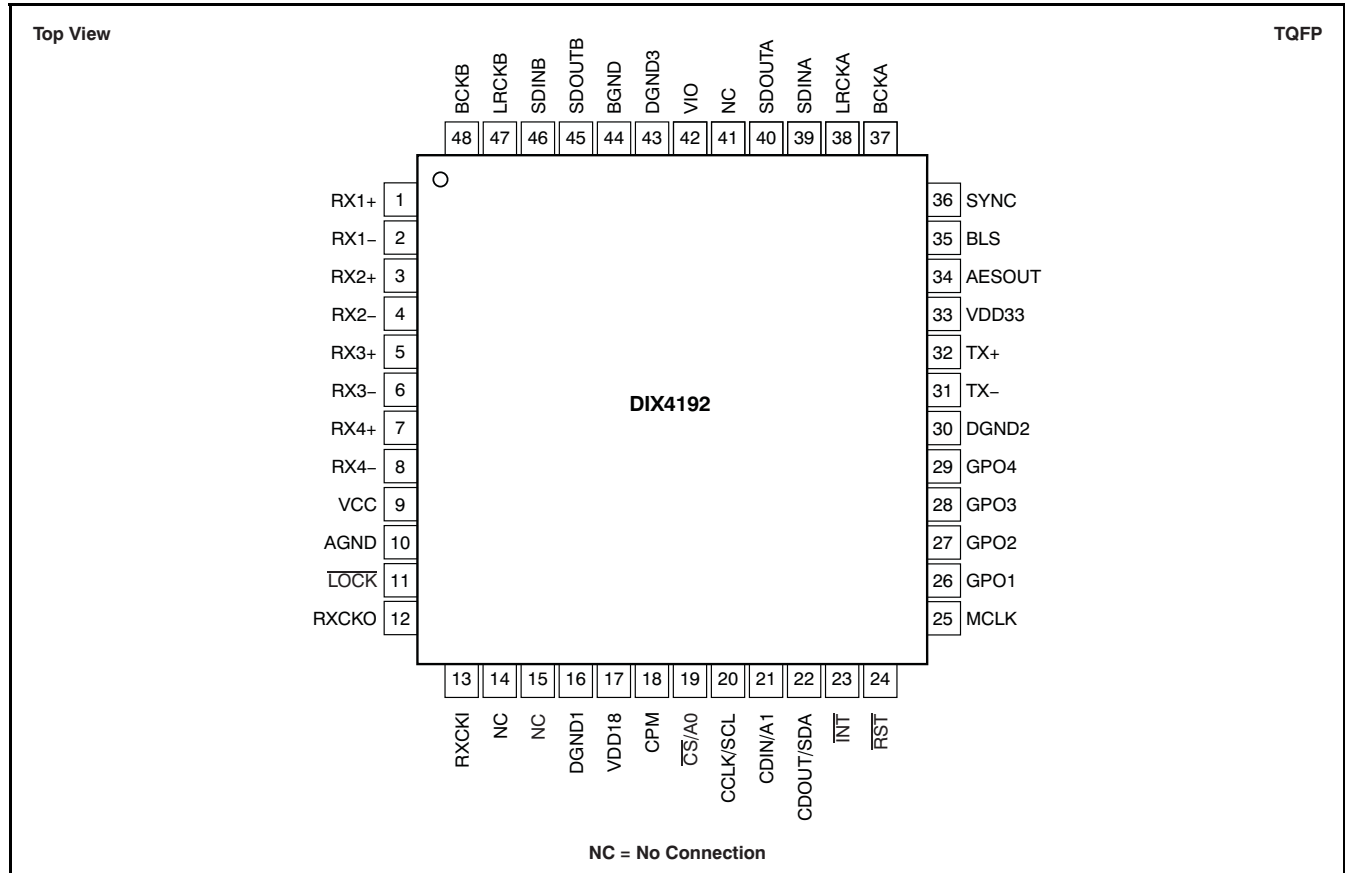 Top View
TQFP
BCKB
LRCKB
SDINB
SDOUTB
BGND
DGND3
VIO
NC
SDOUTA
SDINA
LRCKA
BCKA
48 47 46 45 44 43 42 41 40 39 38 37
RX1+ 1
RX1− 2
RX2+ 3
RX2− 4
RX3+ 5
RX3− 6
RX4+ 7
RX4− 8
VCC 9
AGND 10
L̅O̅C̅K̅ 11
RXCKO 12
DIX4192
36 SYNC
35 BLS
34 AESOUT
33 VDD33
32 TX+
31 TX−
30 DGND2
29 GPO4
28 GPO3
27 GPO2
26 GPO1
25 MCLK
13 14 15 16 17 18 19 20 21 22 23 24
RXCKI
NC
NC
DGND1
VDD18
CPM
C̅S̅/A0
CCLK/SCL
CDIN/A1
CDOUT/SDA
I̅N̅T̅
R̅S̅T̅
NC = No Connection